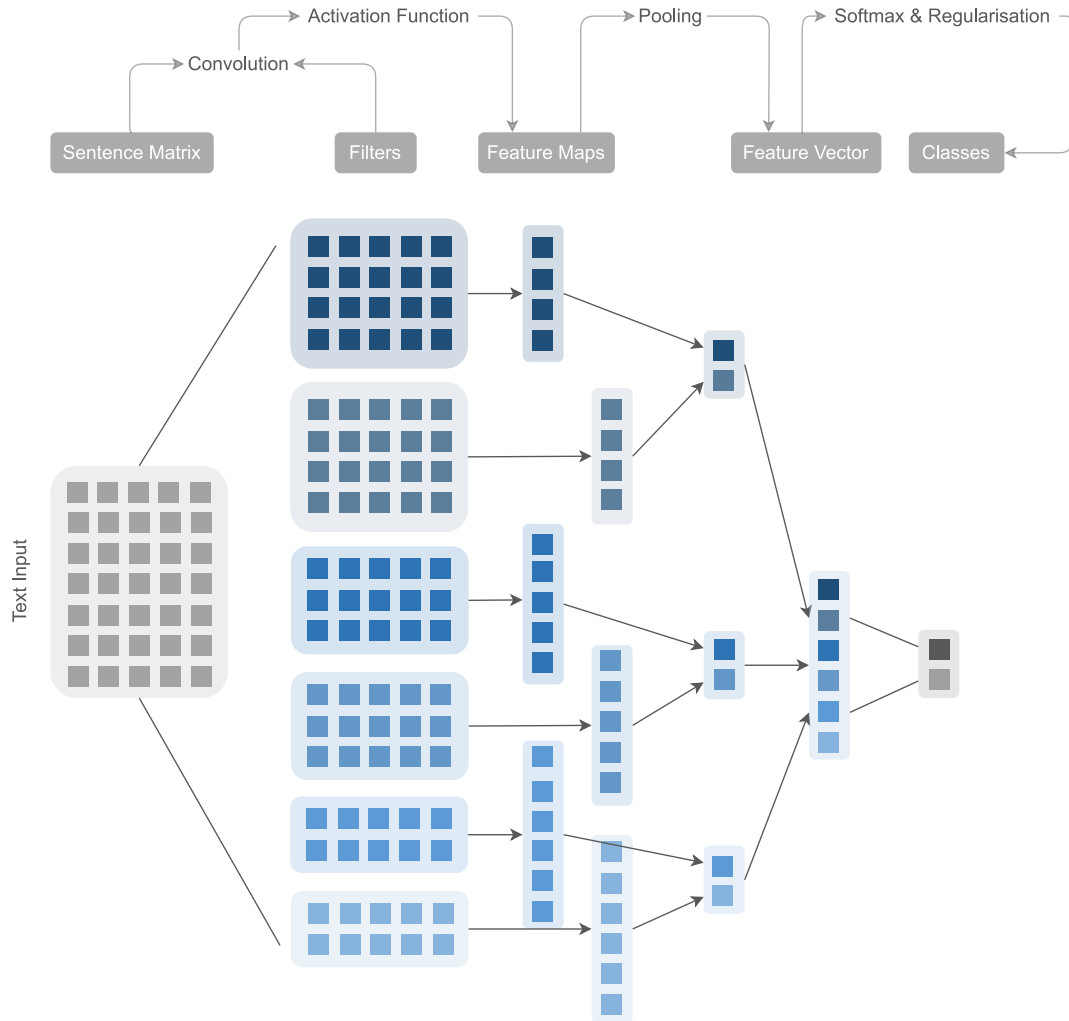 Activation Function
Pooling
Softmax & Regularisation
Convolution
Sentence Matrix
Filters
Feature Maps
Feature Vector
Classes
Text Input